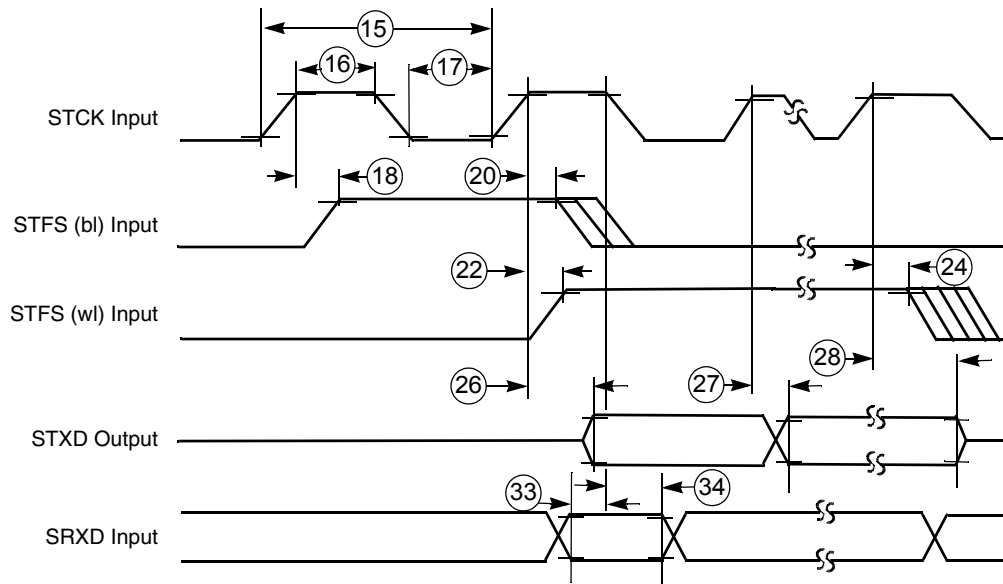 15
16
17
STCK Input
18
20
STFS (bl) Input
22
24
STFS (wl) Input
26
27
28
STXD Output
33
34
SRXD Input